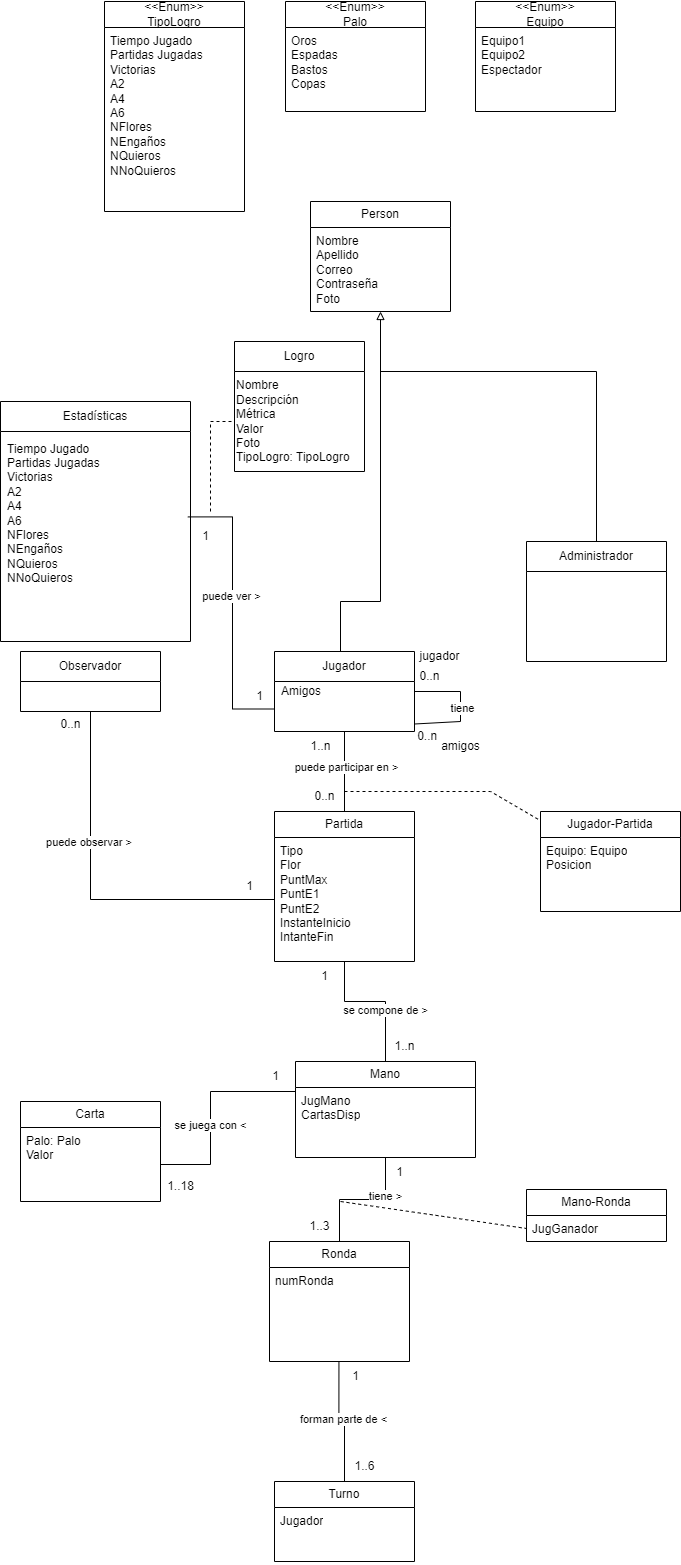 <<Enum>>
TipoLogro
Tiempo Jugado
Partidas Jugadas
Victorias
A2
A4
A6
NFlores
NEngaños
NQuieros
NNoQuieros
<<Enum>>
Palo
Oros
Espadas
Bastos
Copas
<<Enum>>
Equipo
Equipo1
Equipo2
Espectador
Person
Nombre
Apellido
Correo
Contraseña
Foto
Logro
Nombre
Descripción
Métrica
Valor
Foto
TipoLogro: TipoLogro
Estadísticas
Tiempo Jugado
Partidas Jugadas
Victorias
A2
A4
A6
NFlores
NEngaños
NQuieros
NNoQuieros
1
puede ver >
1
Administrador
Observador
0..n
Jugador
Amigos
jugador
0..n
tiene
0..n
amigos
1..n
puede participar en >
0..n
puede observar >
1
Partida
Tipo
Flor
PuntMax
PuntE1
PuntE2
InstanteInicio
IntanteFin
Jugador-Partida
Equipo: Equipo
Posicion
1
se compone de >
1..n
Mano
JugMano
CartasDisp
1
se juega con <
1..18
Carta
Palo: Palo
Valor
1
tiene >
1..3
Mano-Ronda
JugGanador
Ronda
numRonda
1
forman parte de <
1..6
Turno
Jugador